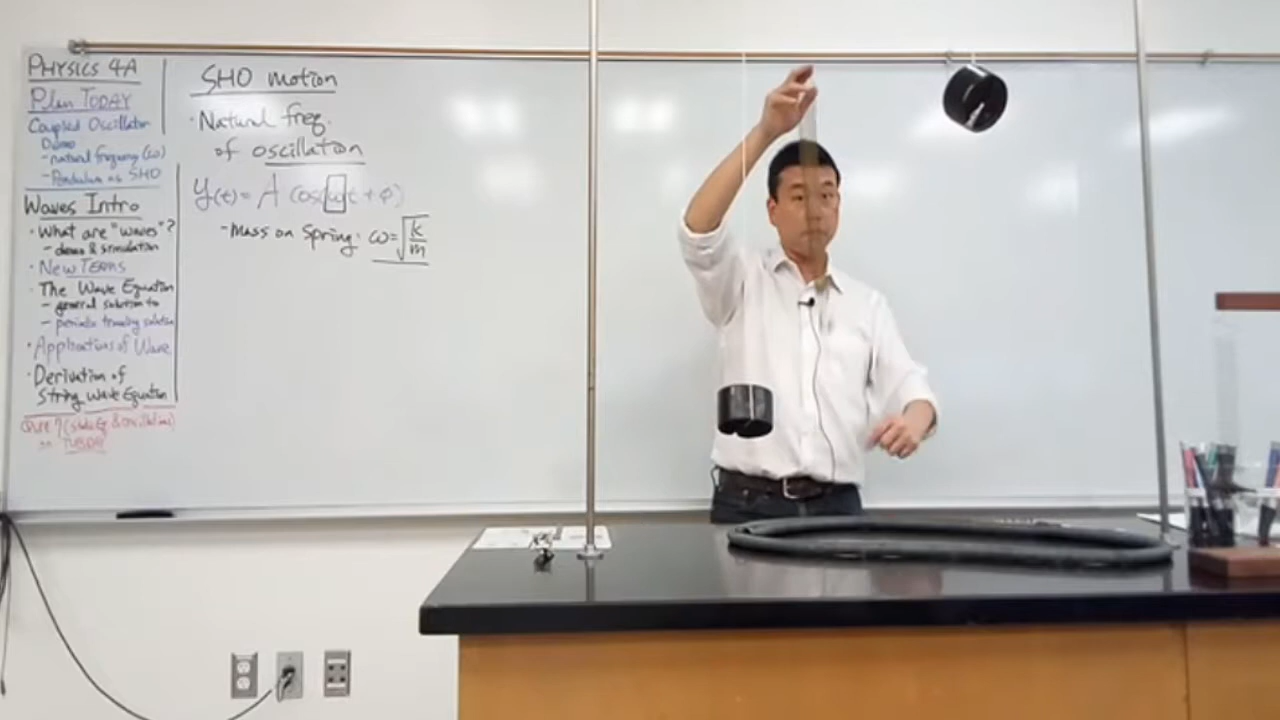 PHYSICS 4A
Plan TODAY
Coupled Oscillator
Demo
- natural frequency (ω)
- Pendulum as SHO
Waves Intro
• What are "waves"?
- demo & simulation
• New TERMS
• The Wave Equation
- general solution to
- periodic traveling solution
• Applications of Wave
• Derivation of
String Wave Equation
on TUESDAY
SHO motion
• Natural freq.
of oscillation
y(t) = A cos(ωt + φ)
- Mass on Spring: ω = √(k/m)